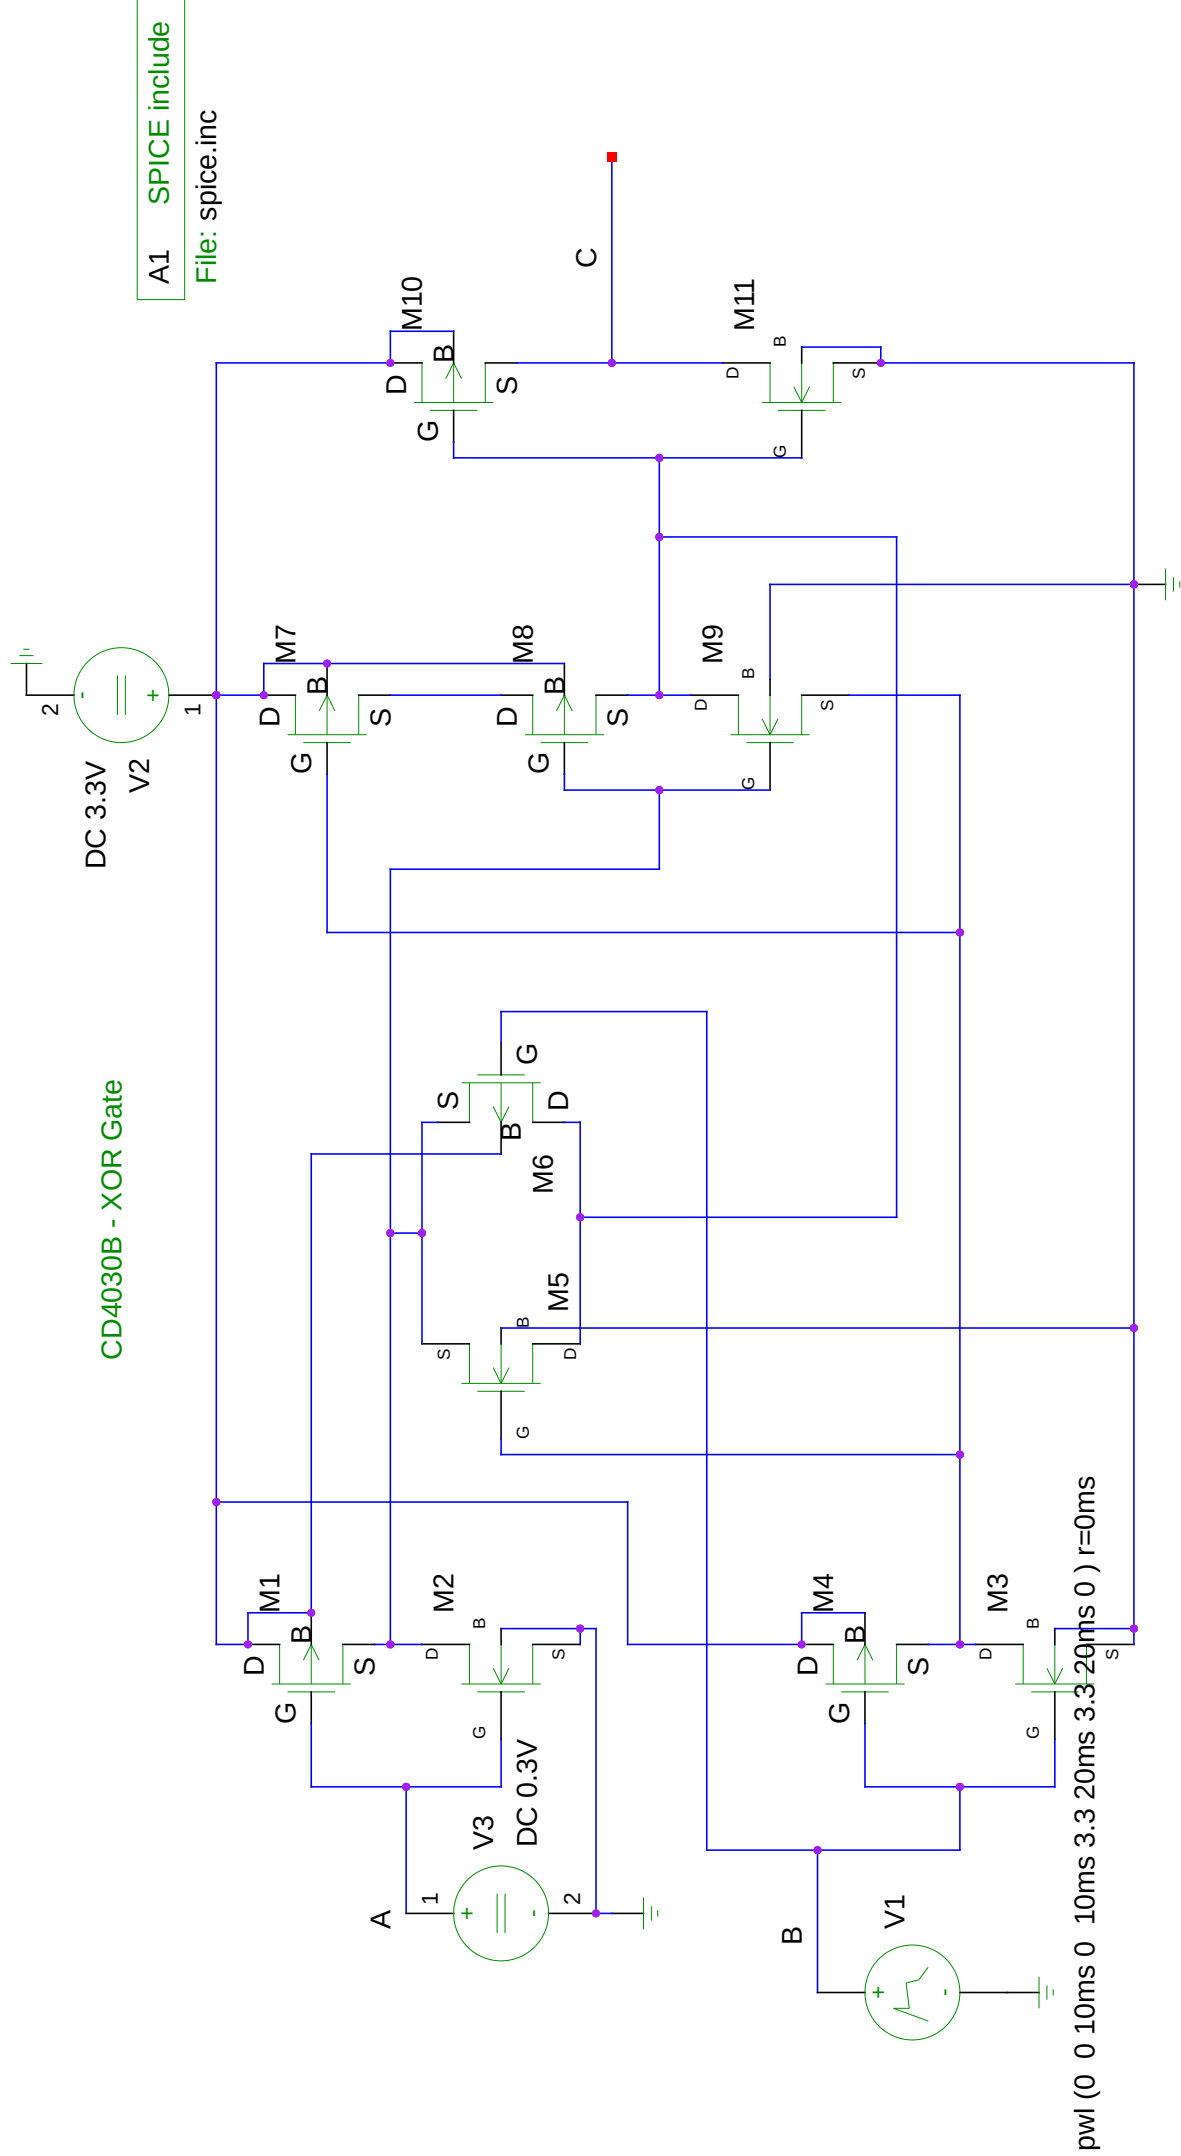 A1 SPICE include
File: spice.inc
CD4030B - XOR Gate
DC 3.3V
V2
2
-
+
1
M1
D
B
S
G
M2
D
B
S
G
A
V3
DC 0.3V
1
2
+
-
M5
S
B
D
G
M6
S
B
D
G
M7
D
B
S
G
M8
D
B
S
G
M9
D
B
S
G
M10
D
B
S
G
C
M11
D
B
S
G
M4
D
B
S
G
M3
D
B
S
G
B
V1
+
-
pwl (0 0 10ms 0 10ms 3.3 20ms 3.3 20ms 0 ) r=0ms